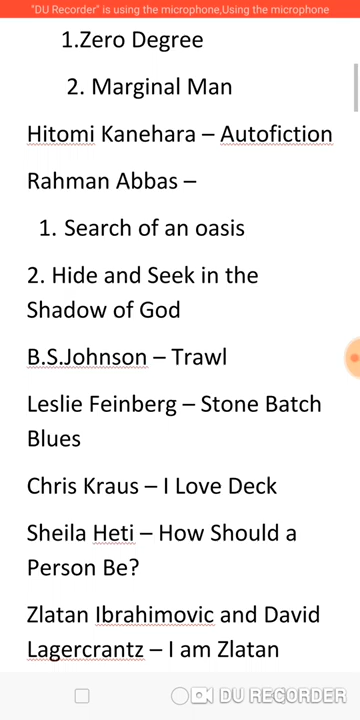 "DU Recorder" is using the microphone,Using the microphone
1.Zero Degree
2. Marginal Man
Hitomi Kanehara – Autofiction
Rahman Abbas –
1. Search of an oasis
2. Hide and Seek in the
Shadow of God
B.S.Johnson – Trawl
Leslie Feinberg – Stone Batch
Blues
Chris Kraus – I Love Deck
Sheila Heti – How Should a
Person Be?
Zlatan Ibrahimovic and David
Lagercrantz – I am Zlatan
DU RECORDER